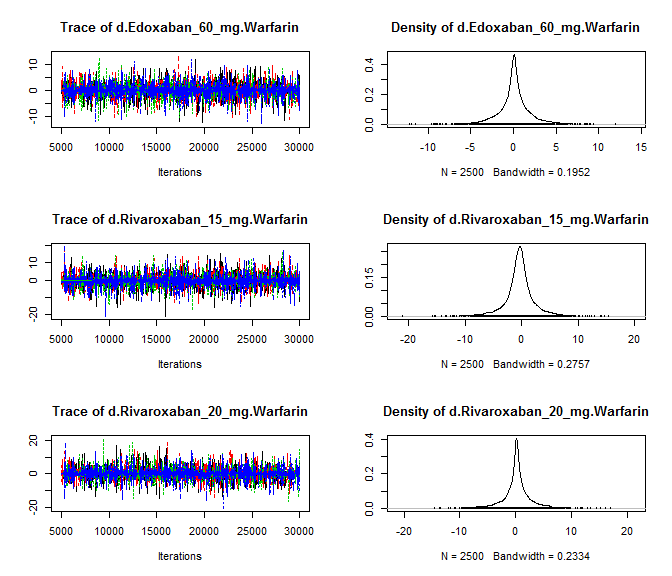 Trace of d.Edoxaban_60_mg.Warfarin
10
0
-10
5000 10000 15000 20000 25000 30000
Iterations
Density of d.Edoxaban_60_mg.Warfarin
0.4
0.2
0.0
-10 -5 0 5 10 15
N = 2500 Bandwidth = 0.1952
Trace of d.Rivaroxaban_15_mg.Warfarin
10
0
-20
5000 10000 15000 20000 25000 30000
Iterations
Density of d.Rivaroxaban_15_mg.Warfarin
0.15
0.00
-20 -10 0 10 20
N = 2500 Bandwidth = 0.2757
Trace of d.Rivaroxaban_20_mg.Warfarin
20
0
-20
5000 10000 15000 20000 25000 30000
Iterations
Density of d.Rivaroxaban_20_mg.Warfarin
0.4
0.2
0.0
-20 -10 0 10 20
N = 2500 Bandwidth = 0.2334